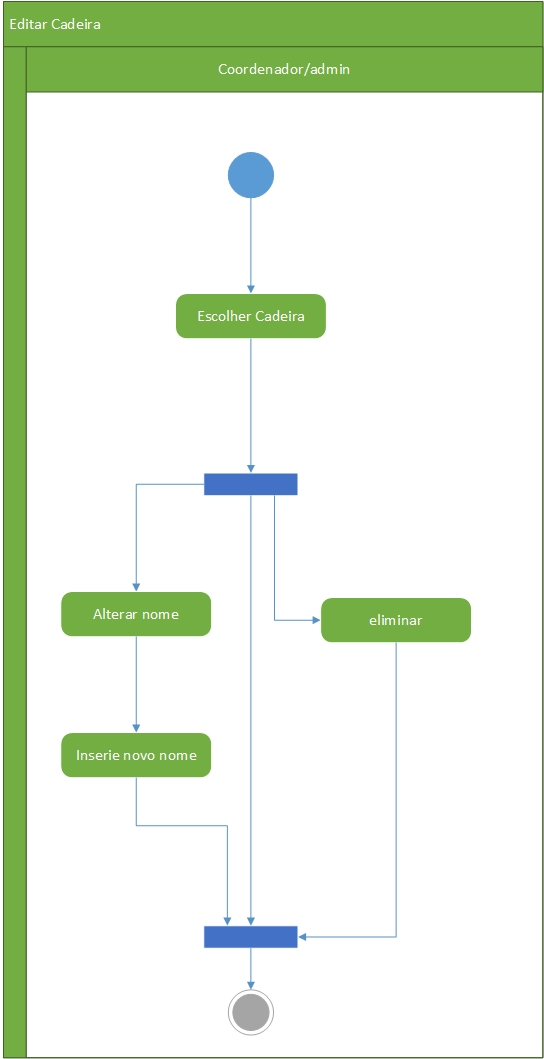 Editar Cadeira
Coordenador/admin
Escolher Cadeira
Alterar nome
eliminar
Inserie novo nome